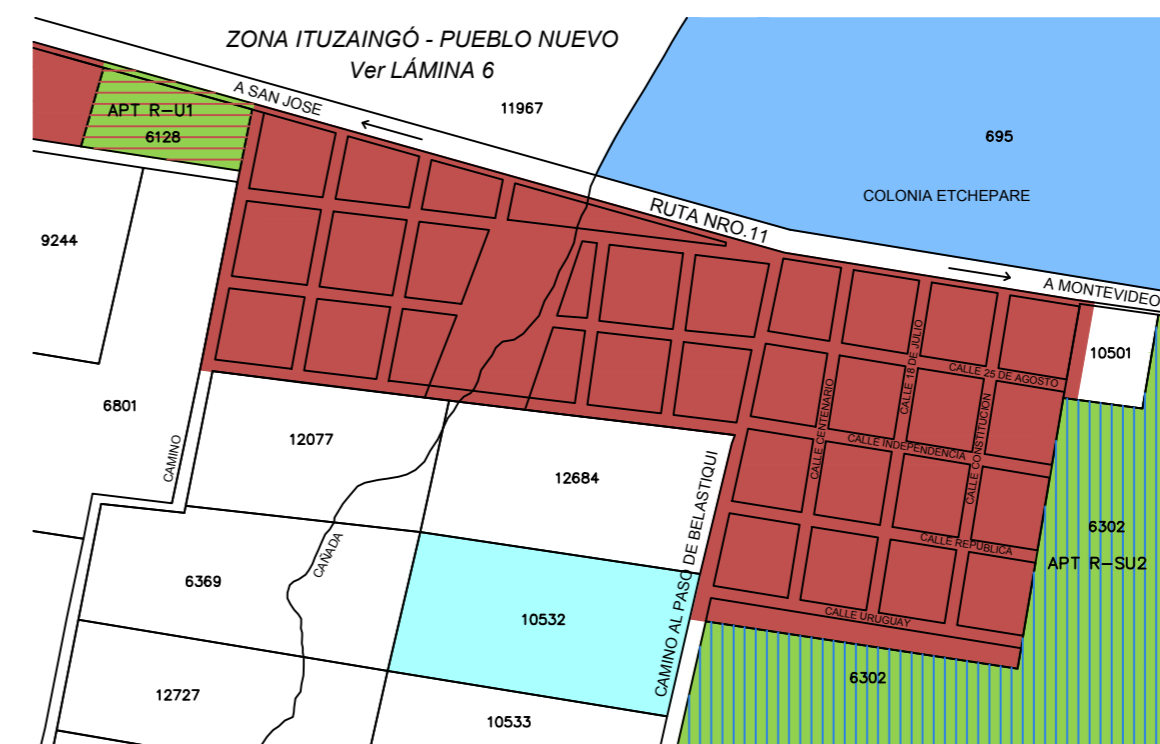 ZONA ITUZAINGÓ - PUEBLO NUEVO
Ver LÁMINA 6
A SAN JOSE
11967
APT R-U1
6128
695
COLONIA ETCHEPARE
RUTA NRO.11
9244
A MONTEVIDEO
10501
CALLE 18 DE JULIO
CALLE 25 DE AGOSTO
6801
CALLE CENTENARIO
CALLE CONSTITUCION
12077
CALLE INDEPENDENCIA
CAMINO
12684
CAMINO AL PASO DE BELASTIQUI
6302
CALLE REPUBLICA
APT R-SU2
CAÑADA
6369
10532
CALLE URUGUAY
6302
12727
10533